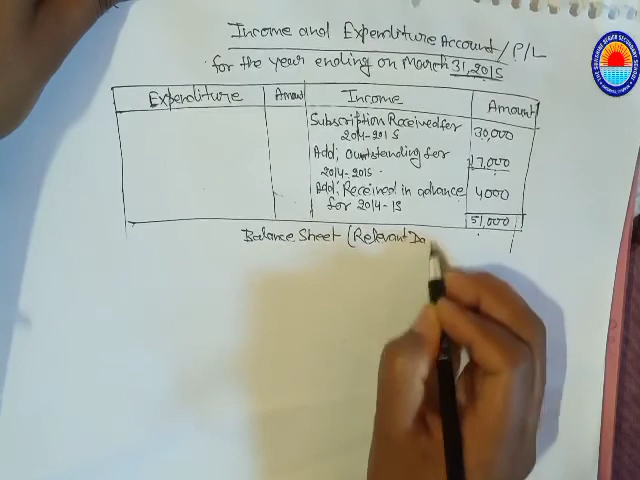 Income and Expenditure Account/P/L
for the year ending on March 31, 2015
Expenditure Amount Income Amount
Subscription Received for
2014-2015 30,000
Add; Outstanding for 17,000
2014-2015.
Add; Received in advance 4000
for 2014-15
51,000
Balance Sheet (Relevant Da